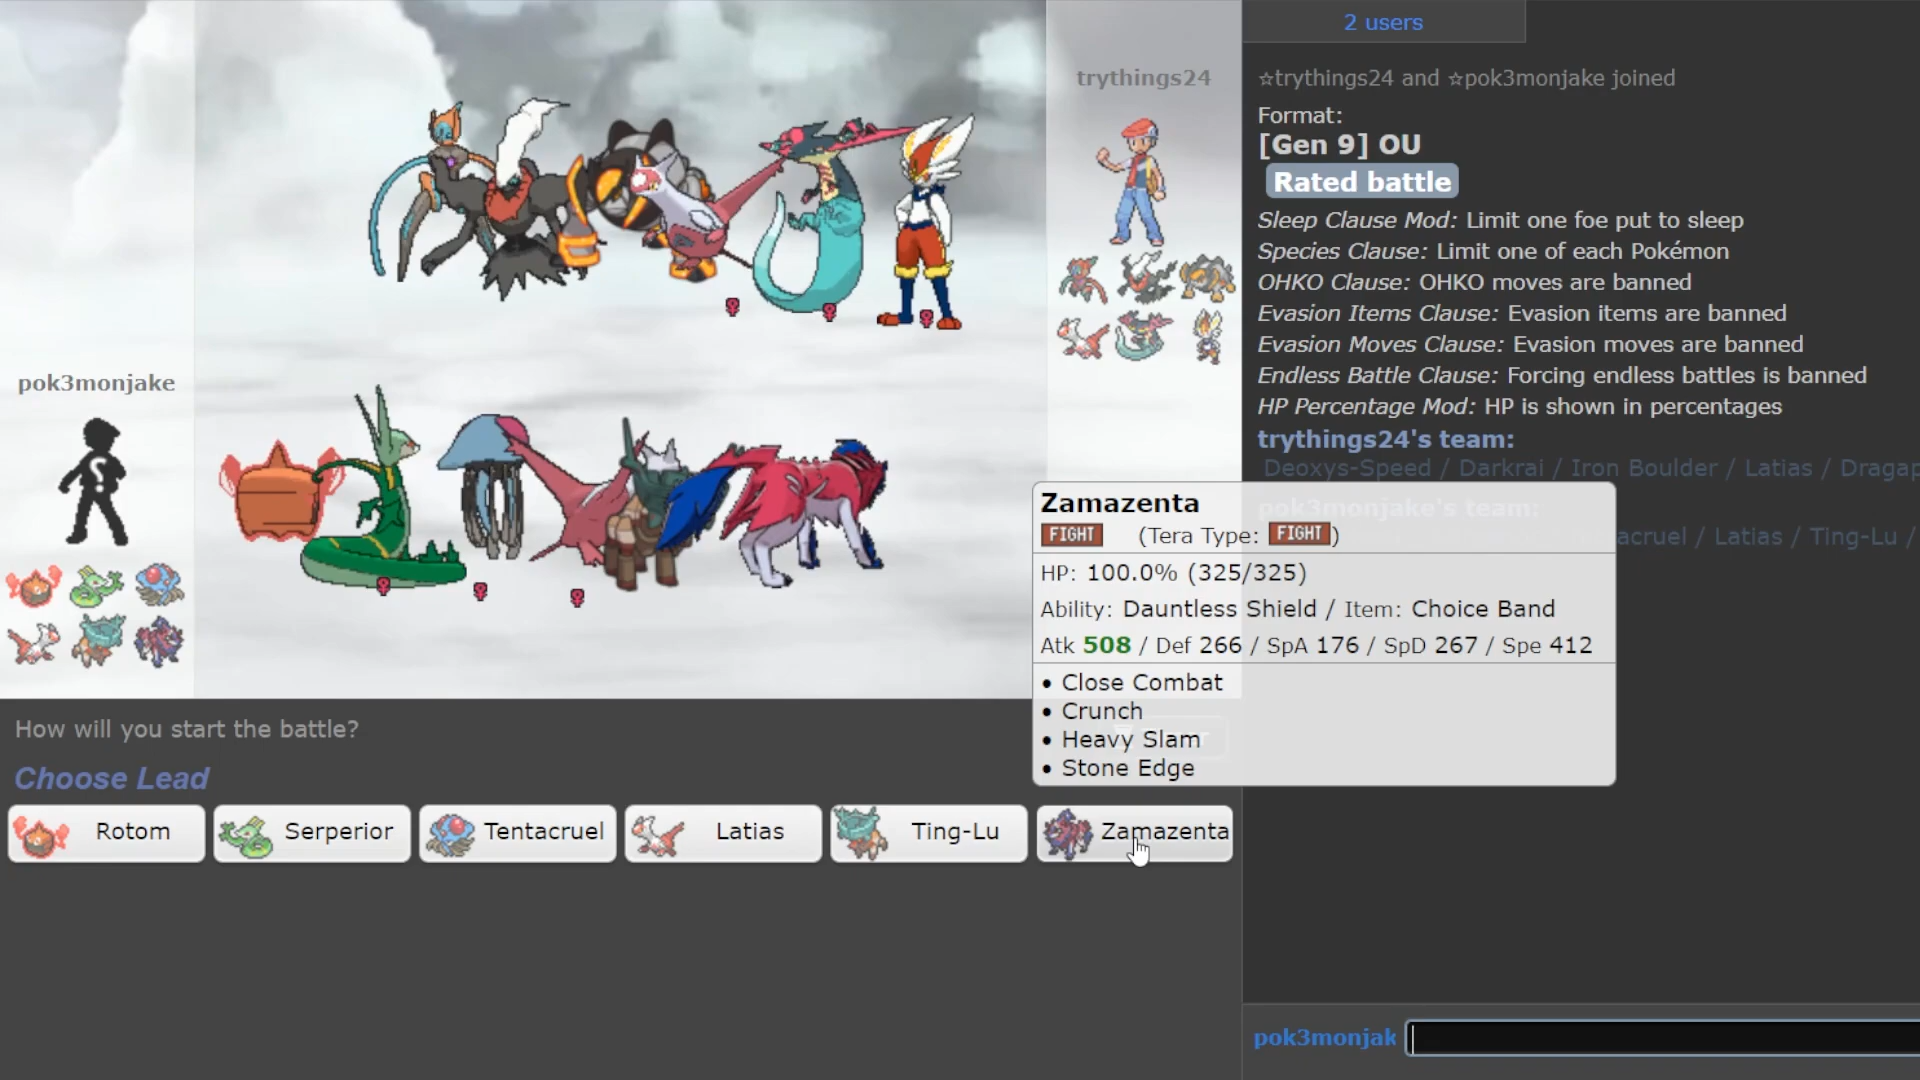 2 users
trythings24
☆trythings24 and ☆pok3monjake joined
Format:
[Gen 9] OU
Rated battle
Sleep Clause Mod: Limit one foe put to sleep
Species Clause: Limit one of each Pokémon
OHKO Clause: OHKO moves are banned
Evasion Items Clause: Evasion items are banned
Evasion Moves Clause: Evasion moves are banned
Endless Battle Clause: Forcing endless battles is banned
HP Percentage Mod: HP is shown in percentages
trythings24's team:
Deoxys-Speed / Darkrai / Iron Boulder / Latias / Dragap
pok3monjake's team:
acruel / Latias / Ting-Lu /
pok3monjake
Zamazenta
FIGHT (Tera Type: FIGHT)
HP: 100.0% (325/325)
Ability: Dauntless Shield / Item: Choice Band
Atk 508 / Def 266 / SpA 176 / SpD 267 / Spe 412
• Close Combat
• Crunch
• Heavy Slam
• Stone Edge
How will you start the battle?
Choose Lead
Rotom
Serperior
Tentacruel
Latias
Ting-Lu
Zamazenta
pok3monjak